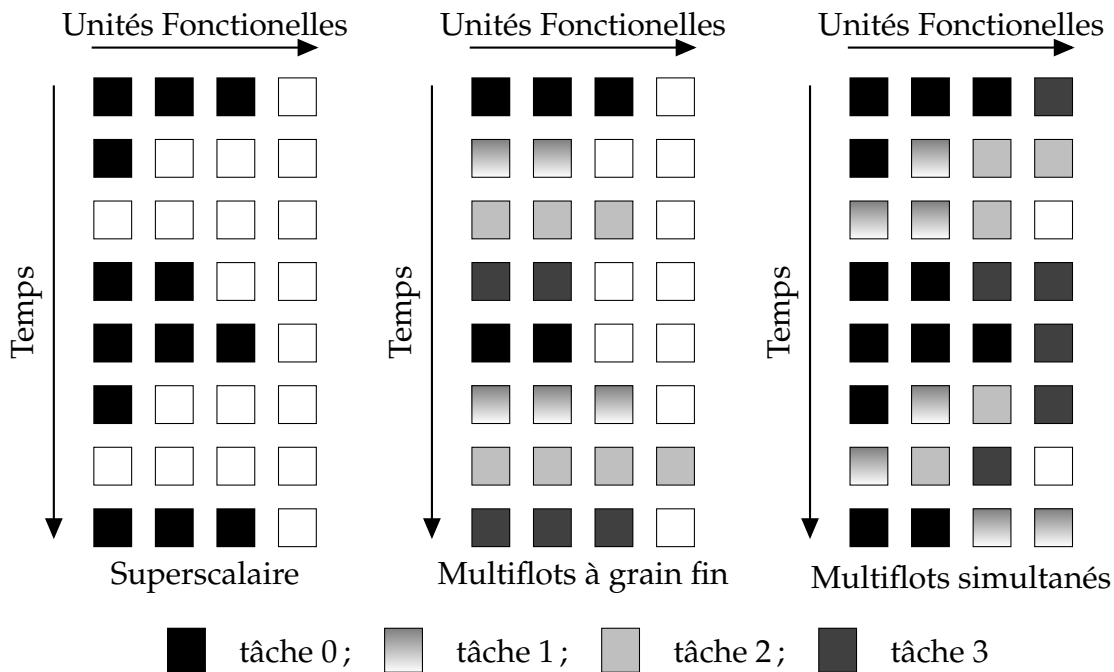 Unités Fonctionelles
Unités Fonctionelles
Unités Fonctionelles
Temps
Temps
Temps
Superscalaire
Multiflots à grain fin
Multiflots simultanés
tâche 0 ;
tâche 1 ;
tâche 2 ;
tâche 3